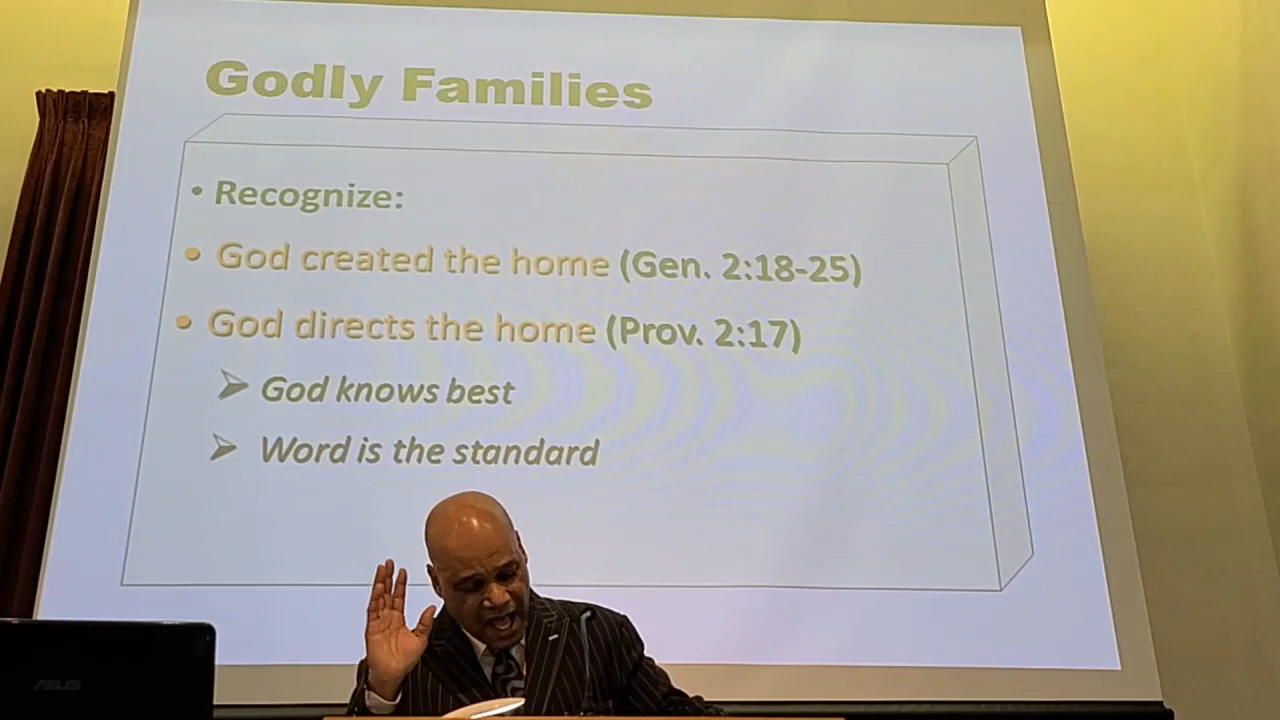 Godly Families
• Recognize:
• God created the home (Gen. 2:18-25)
• God directs the home (Prov. 2:17)
➢ God knows best
➢ Word is the standard
ASUS